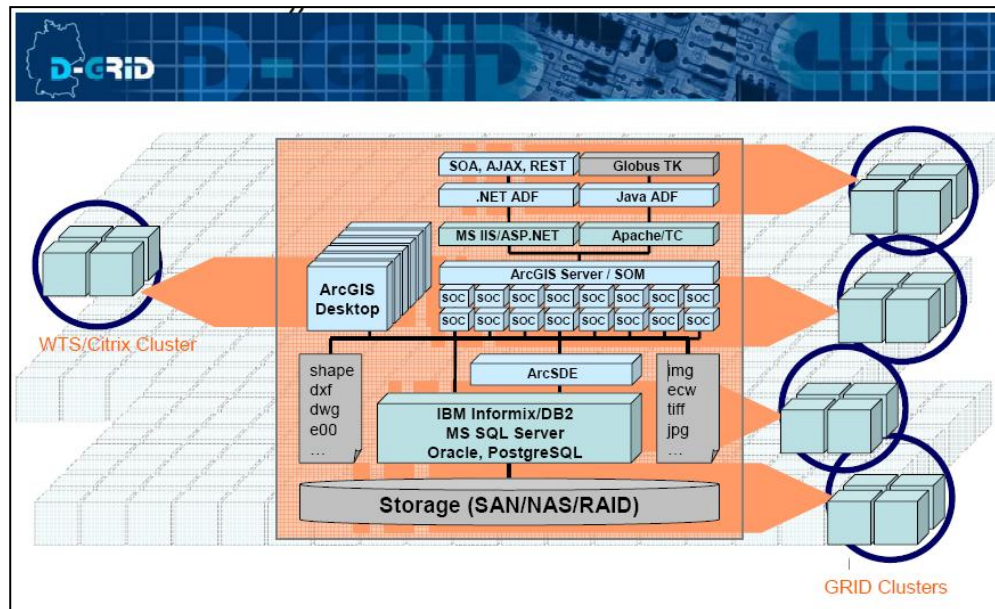 D-GRID
D-GRID
SOA, AJAX, REST
Globus TK
.NET ADF
Java ADF
MS IIS/ASP.NET
Apache/TC
ArcGIS Server / SOM
SOC SOC SOC SOC SOC SOC SOC SOC
SOC SOC SOC SOC SOC SOC SOC SOC
ArcGIS
Desktop
WTS/Citrix Cluster
shape
dxf
dwg
e00
...
ArcSDE
IBM Informix/DB2
MS SQL Server
Oracle, PostgreSQL
img
ecw
tiff
jpg
...
Storage (SAN/NAS/RAID)
GRID Clusters